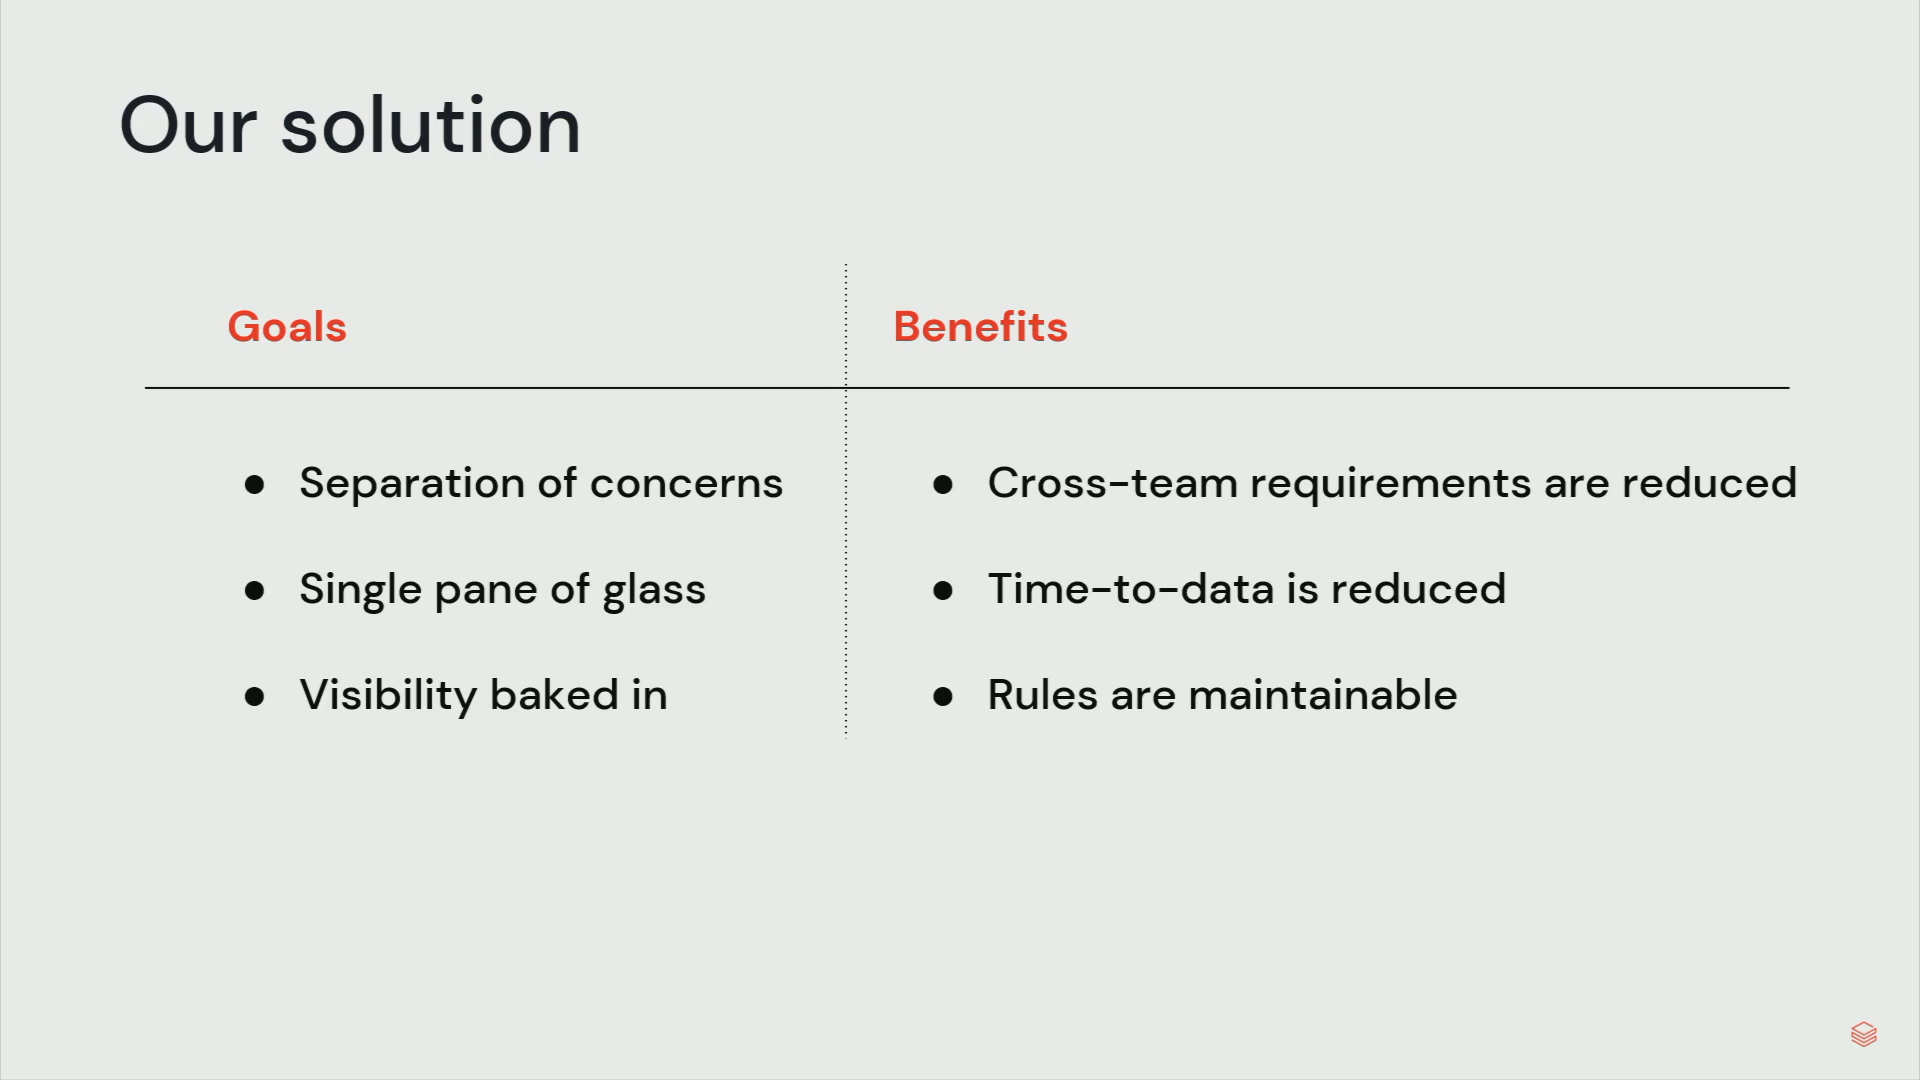 Our solution
Goals
Benefits
● Separation of concerns
● Single pane of glass
● Visibility baked in
● Cross-team requirements are reduced
● Time-to-data is reduced
● Rules are maintainable